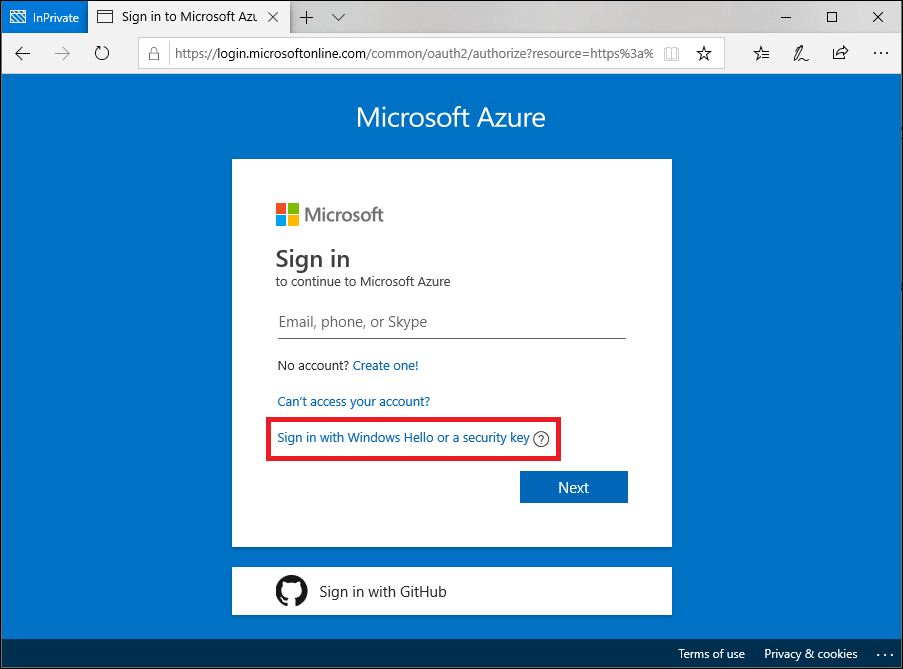 InPrivate
Sign in to Microsoft Azu
https://login.microsoftonline.com/common/oauth2/authorize?resource=https%3a%
Microsoft Azure
Microsoft
Sign in
to continue to Microsoft Azure
Email, phone, or Skype
No account? Create one!
Can't access your account?
Sign in with Windows Hello or a security key ?
Next
Sign in with GitHub
Terms of use Privacy & cookies ...